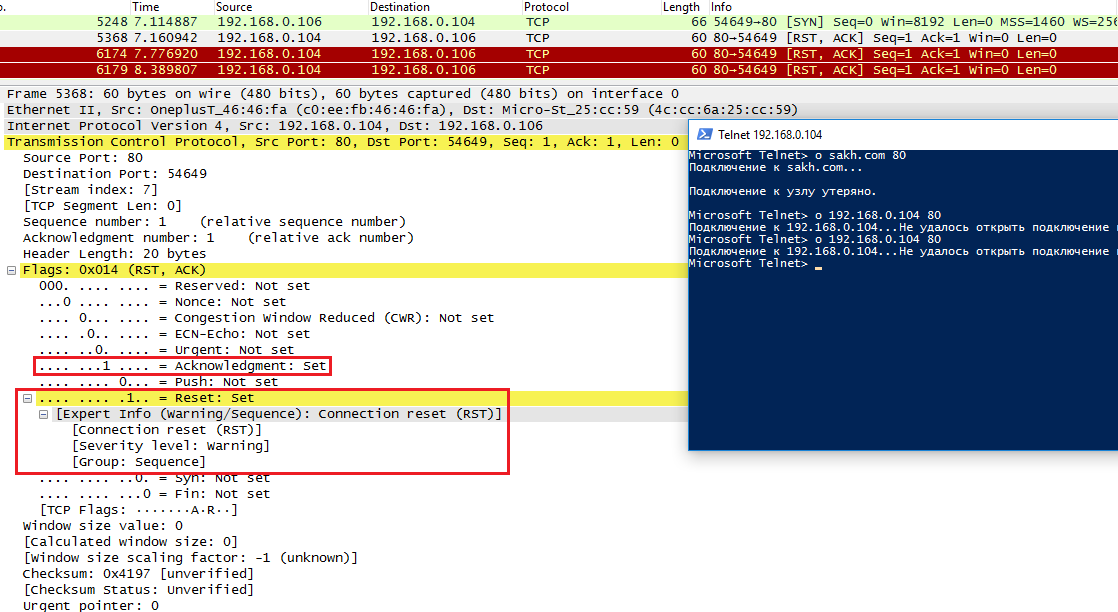 o. Time Source Destination Protocol Length Info
5248 7.114887 192.168.0.106 192.168.0.104 TCP 66 54649→80 [SYN] Seq=0 Win=8192 Len=0 MSS=1460 WS=256
5368 7.160942 192.168.0.104 192.168.0.106 TCP 60 80→54649 [RST, ACK] Seq=1 Ack=1 Win=0 Len=0
6174 7.776920 192.168.0.104 192.168.0.106 TCP 60 80→54649 [RST, ACK] Seq=1 Ack=1 Win=0 Len=0
6179 8.389807 192.168.0.104 192.168.0.106 TCP 60 80→54649 [RST, ACK] Seq=1 Ack=1 Win=0 Len=0
Frame 5368: 60 bytes on wire (480 bits), 60 bytes captured (480 bits) on interface 0
Ethernet II, Src: OneplusT_46:46:fa (c0:ee:fb:46:46:fa), Dst: Micro-St_25:cc:59 (4c:cc:6a:25:cc:59)
Internet Protocol Version 4, Src: 192.168.0.104, Dst: 192.168.0.106
Transmission Control Protocol, Src Port: 80, Dst Port: 54649, Seq: 1, Ack: 1, Len: 0
Source Port: 80
Destination Port: 54649
[Stream index: 7]
[TCP Segment Len: 0]
Sequence number: 1    (relative sequence number)
Acknowledgment number: 1    (relative ack number)
Header Length: 20 bytes
Flags: 0x014 (RST, ACK)
000. .... .... = Reserved: Not set
...0 .... .... = Nonce: Not set
.... 0... .... = Congestion Window Reduced (CWR): Not set
.... .0.. .... = ECN-Echo: Not set
.... ..0. .... = Urgent: Not set
.... ...1 .... = Acknowledgment: Set
.... .... 0... = Push: Not set
.... .... .1.. = Reset: Set
[Expert Info (Warning/Sequence): Connection reset (RST)]
[Connection reset (RST)]
[Severity level: Warning]
[Group: Sequence]
.... .... ..0. = Syn: Not set
.... .... ...0 = Fin: Not set
[TCP Flags: ·······A·R··]
Window size value: 0
[Calculated window size: 0]
[Window size scaling factor: -1 (unknown)]
Checksum: 0x4197 [unverified]
[Checksum Status: Unverified]
Urgent pointer: 0
Telnet 192.168.0.104
Microsoft Telnet> o sakh.com 80
Подключение к sakh.com...
Подключение к узлу утеряно.
Microsoft Telnet> o 192.168.0.104 80
Подключение к 192.168.0.104...Не удалось открыть подключение
Microsoft Telnet> o 192.168.0.104 80
Подключение к 192.168.0.104...Не удалось открыть подключение
Microsoft Telnet>